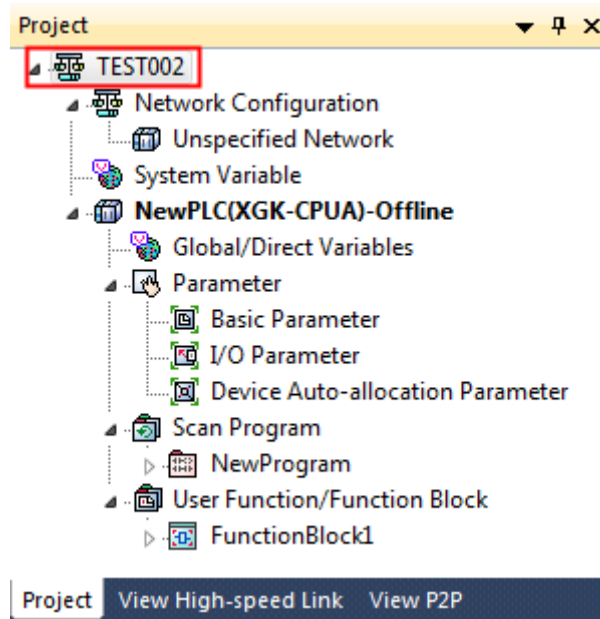 Project
TEST002
Network Configuration
Unspecified Network
System Variable
NewPLC(XGK-CPUA)-Offline
Global/Direct Variables
Parameter
Basic Parameter
I/O Parameter
Device Auto-allocation Parameter
Scan Program
NewProgram
User Function/Function Block
FunctionBlock1
Project View High-speed Link View P2P